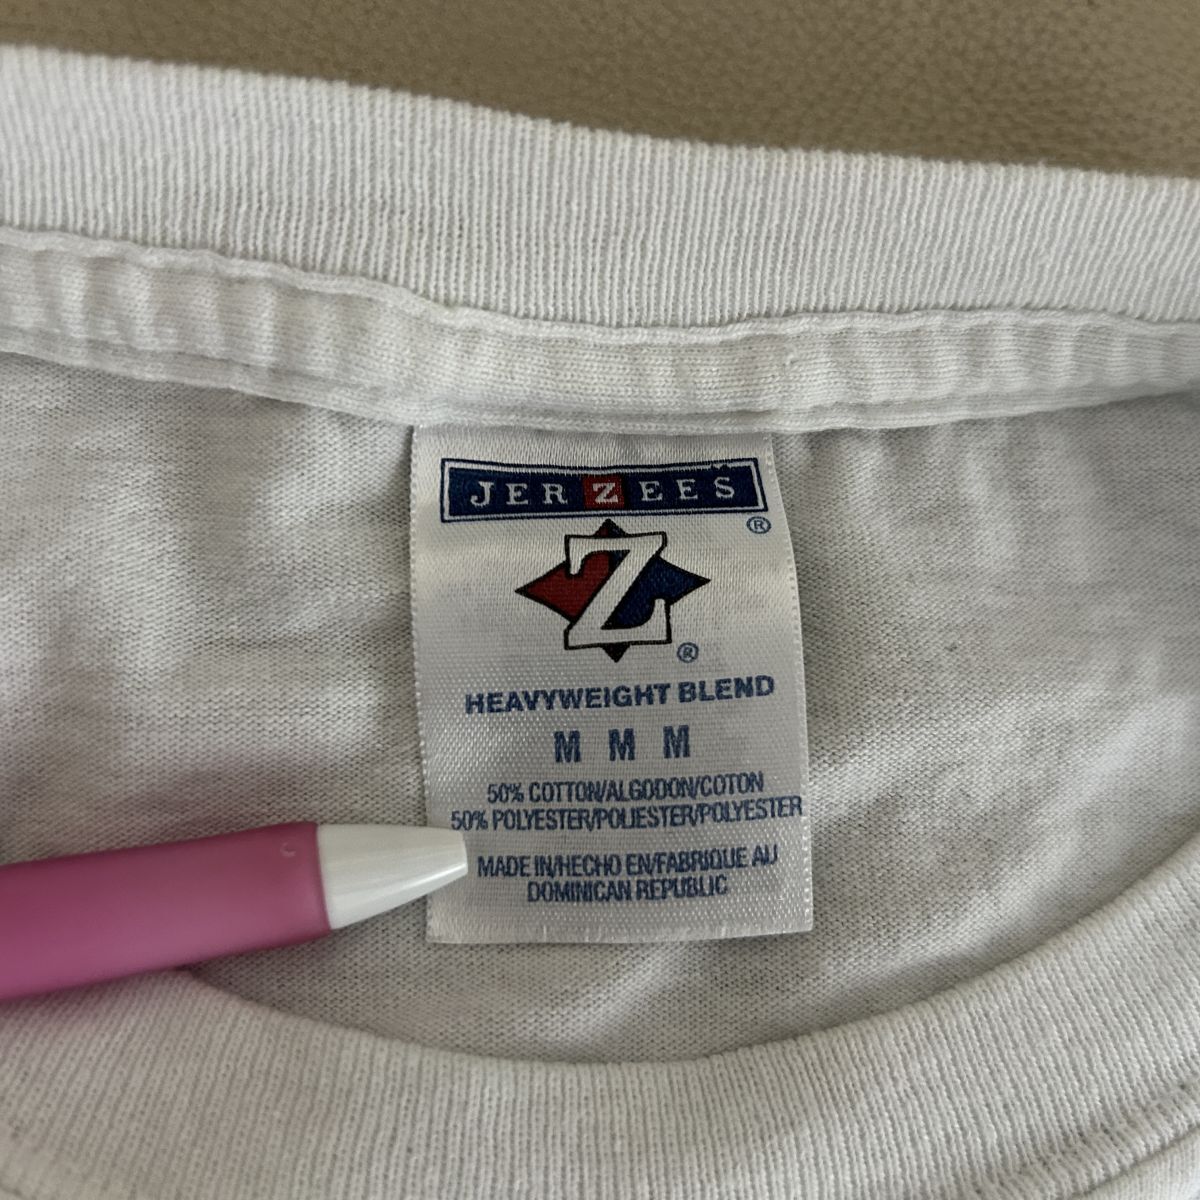 JERZEES
®
Z
®
HEAVYWEIGHT BLEND
M M M
50% COTTON/ALGODON/COTON
50% POLYESTER/POLIESTER/POLYESTER
MADE IN/HECHO EN/FABRIQUE AU
DOMINICAN REPUBLIC